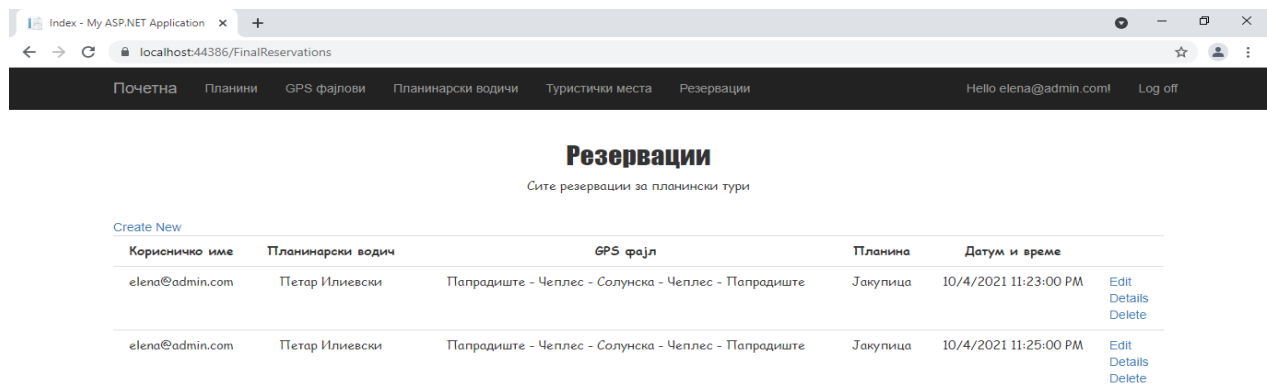 Index - My ASP.NET Application
localhost:44386/FinalReservations
Почетна Планини GPS фајлови Планинарски водичи Туристички места Резервации Hello elena@admin.com! Log off
Резервации
Сите резервации за планински тури
Create New
Корисничко име Планинарски водич GPS фајл Планина Датум и време
elena@admin.com Петар Илиевски Папрадиште - Чеплес - Солунска - Чеплес - Папрадиште Јакупица 10/4/2021 11:23:00 PM Edit
Details
Delete
elena@admin.com Петар Илиевски Папрадиште - Чеплес - Солунска - Чеплес - Папрадиште Јакупица 10/4/2021 11:25:00 PM Edit
Details
Delete